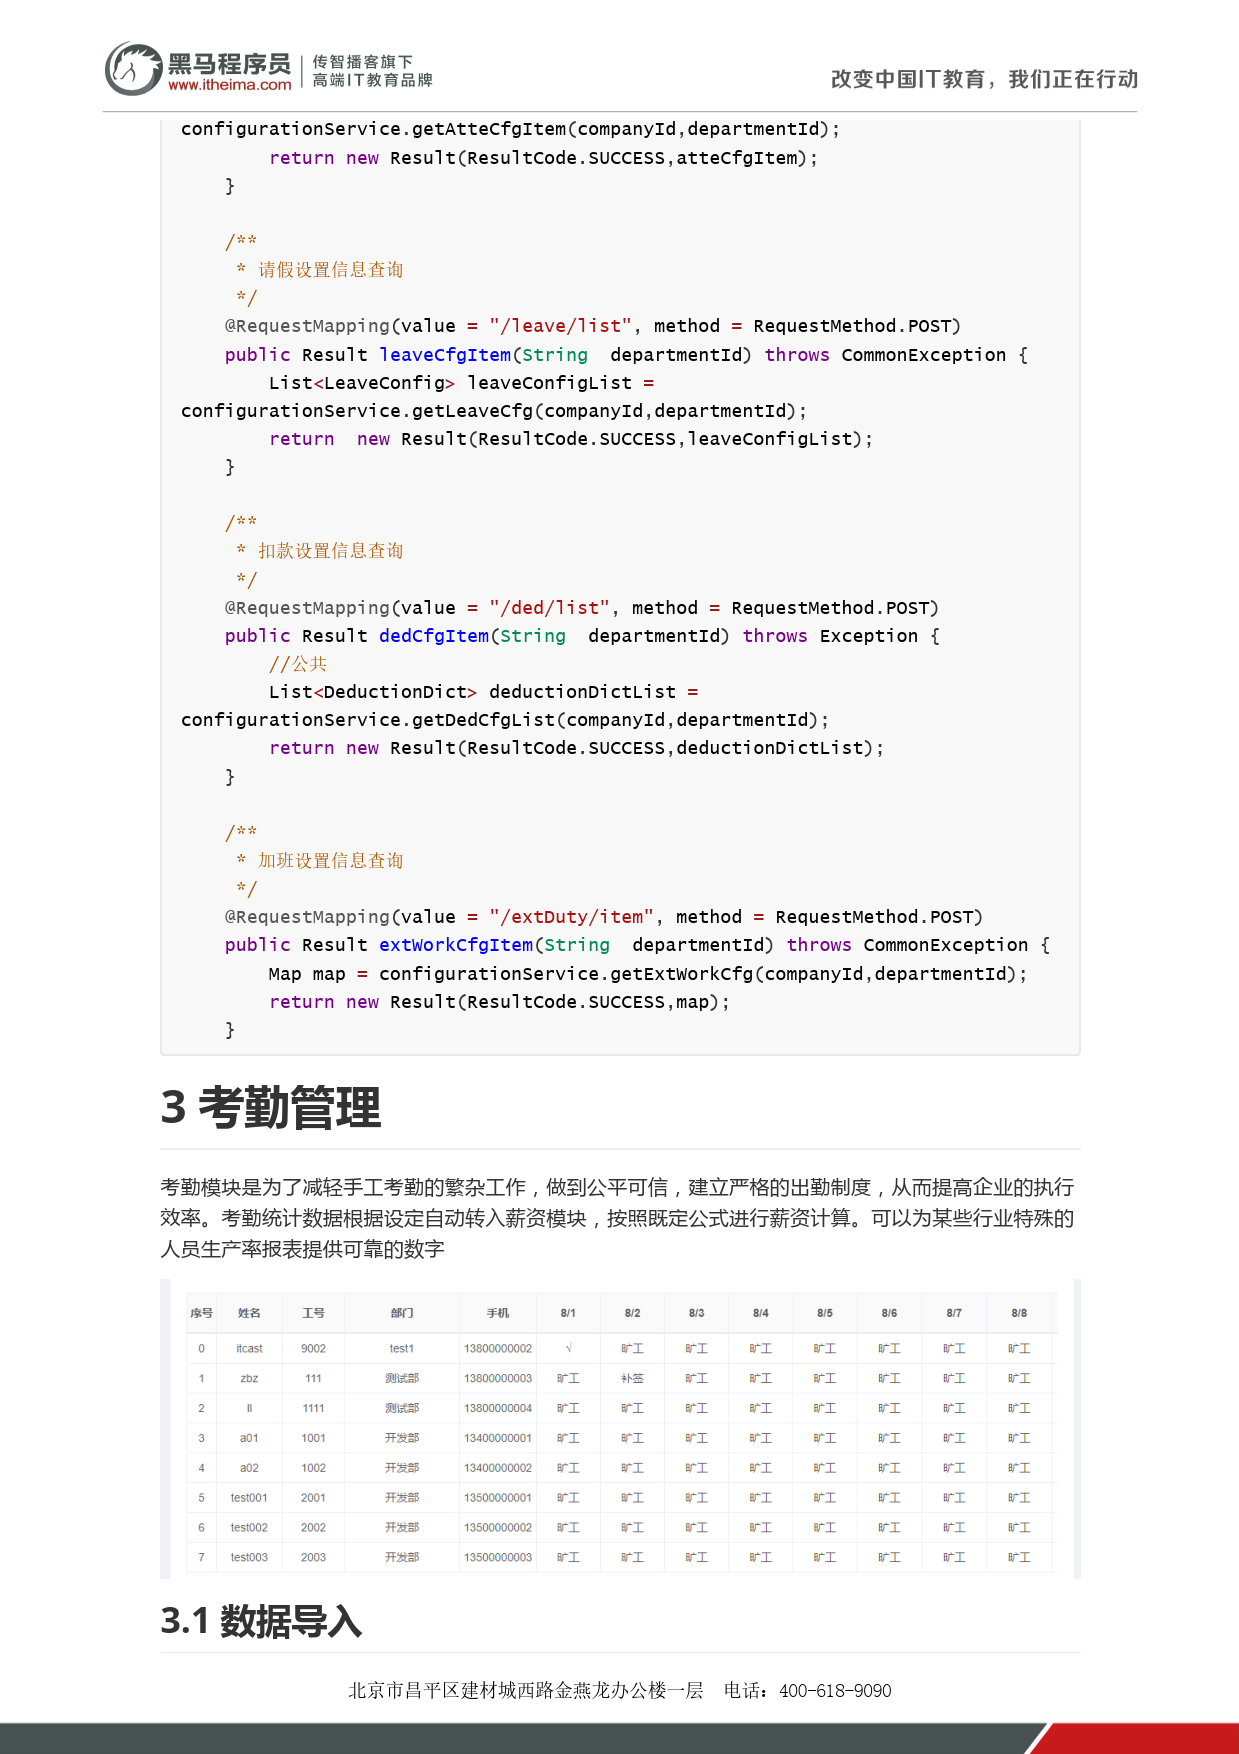 黑马程序员 传智播客旗下
www.itheima.com 高端IT教育品牌
改变中国IT教育，我们正在行动
configurationService.getAtteCfgItem(companyId,departmentId);
        return new Result(ResultCode.SUCCESS,atteCfgItem);
    }

    /**
     * 请假设置信息查询
     */
    @RequestMapping(value = "/leave/list", method = RequestMethod.POST)
    public Result leaveCfgItem(String  departmentId) throws CommonException {
        List<LeaveConfig> leaveConfigList =
configurationService.getLeaveCfg(companyId,departmentId);
        return  new Result(ResultCode.SUCCESS,leaveConfigList);
    }

    /**
     * 扣款设置信息查询
     */
    @RequestMapping(value = "/ded/list", method = RequestMethod.POST)
    public Result dedCfgItem(String  departmentId) throws Exception {
        //公共
        List<DeductionDict> deductionDictList =
configurationService.getDedCfgList(companyId,departmentId);
        return new Result(ResultCode.SUCCESS,deductionDictList);
    }

    /**
     * 加班设置信息查询
     */
    @RequestMapping(value = "/extDuty/item", method = RequestMethod.POST)
    public Result extWorkCfgItem(String  departmentId) throws CommonException {
        Map map = configurationService.getExtWorkCfg(companyId,departmentId);
        return new Result(ResultCode.SUCCESS,map);
    }
3 考勤管理
考勤模块是为了减轻手工考勤的繁杂工作，做到公平可信，建立严格的出勤制度，从而提高企业的执行
效率。考勤统计数据根据设定自动转入薪资模块，按照既定公式进行薪资计算。可以为某些行业特殊的
人员生产率报表提供可靠的数字
序号 姓名 工号 部门 手机 8/1 8/2 8/3 8/4 8/5 8/6 8/7 8/8
0 itcast 9002 test1 13800000002 √ 旷工 旷工 旷工 旷工 旷工 旷工 旷工
1 zbz 111 测试部 13800000003 旷工 补签 旷工 旷工 旷工 旷工 旷工 旷工
2 ll 1111 测试部 13800000004 旷工 旷工 旷工 旷工 旷工 旷工 旷工 旷工
3 a01 1001 开发部 13400000001 旷工 旷工 旷工 旷工 旷工 旷工 旷工 旷工
4 a02 1002 开发部 13400000002 旷工 旷工 旷工 旷工 旷工 旷工 旷工 旷工
5 test001 2001 开发部 13500000001 旷工 旷工 旷工 旷工 旷工 旷工 旷工 旷工
6 test002 2002 开发部 13500000002 旷工 旷工 旷工 旷工 旷工 旷工 旷工 旷工
7 test003 2003 开发部 13500000003 旷工 旷工 旷工 旷工 旷工 旷工 旷工 旷工
3.1 数据导入
北京市昌平区建材城西路金燕龙办公楼一层    电话：400-618-9090